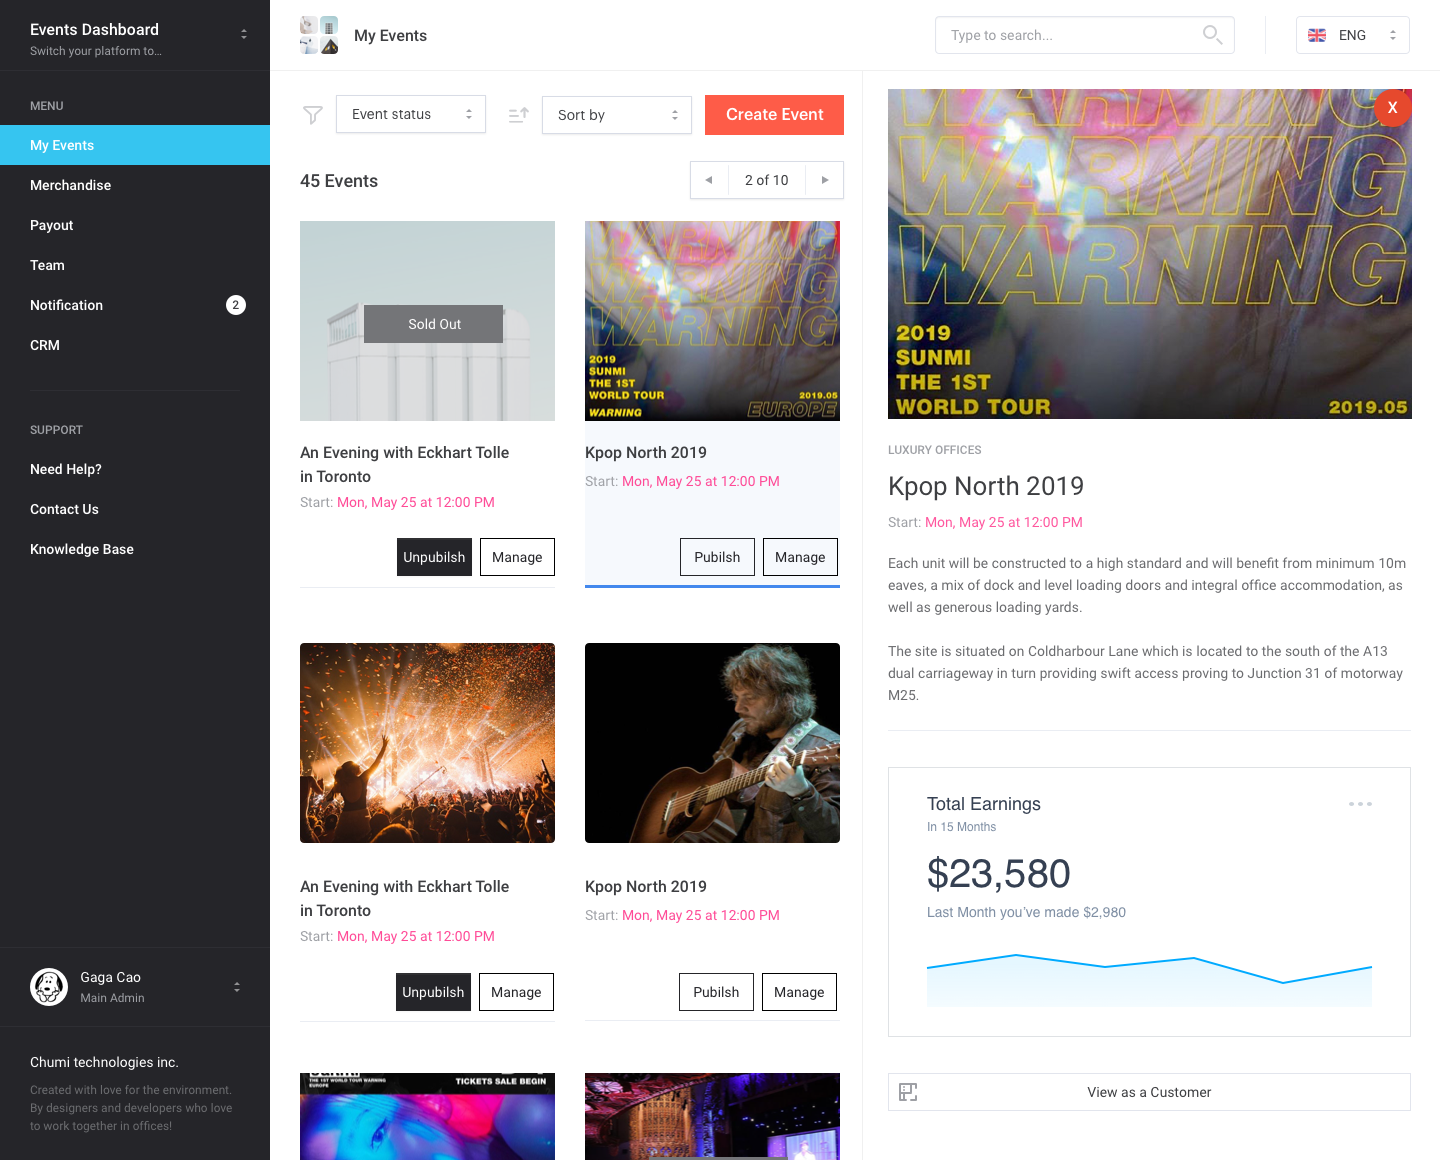 Events Dashboard
Switch your platform to...
MENU
My Events
Merchandise
Payout
Team
Notification
2
CRM
SUPPORT
Need Help?
Contact Us
Knowledge Base
Gaga Cao
Main Admin
Chumi technologies inc.
Created with love for the environment.
By designers and developers who love
to work together in offices!
My Events
Type to search...
ENG
Event status
Sort by
Create Event
45 Events
2 of 10
Sold Out
An Evening with Eckhart Tolle
in Toronto
Start: Mon, May 25 at 12:00 PM
Unpubilsh
Manage
WARNING
WARNING
WARNING
2019
SUNMI
THE 1ST
WORLD TOUR
WARNING
2019.05
EUROPE
Kpop North 2019
Start: Mon, May 25 at 12:00 PM
Pubilsh
Manage
An Evening with Eckhart Tolle
in Toronto
Start: Mon, May 25 at 12:00 PM
Unpubilsh
Manage
Kpop North 2019
Start: Mon, May 25 at 12:00 PM
Pubilsh
Manage
THE 1ST WORLD TOUR WARNING
EUROPE
TICKETS SALE BEGIN
X
WARNING
WARNING
WARNING
2019
SUNMI
THE 1ST
WORLD TOUR
2019.05
LUXURY OFFICES
Kpop North 2019
Start: Mon, May 25 at 12:00 PM
Each unit will be constructed to a high standard and will benefit from minimum 10m
eaves, a mix of dock and level loading doors and integral office accommodation, as
well as generous loading yards.
The site is situated on Coldharbour Lane which is located to the south of the A13
dual carriageway in turn providing swift access proving to Junction 31 of motorway
M25.
Total Earnings
In 15 Months
$23,580
Last Month you've made $2,980
View as a Customer